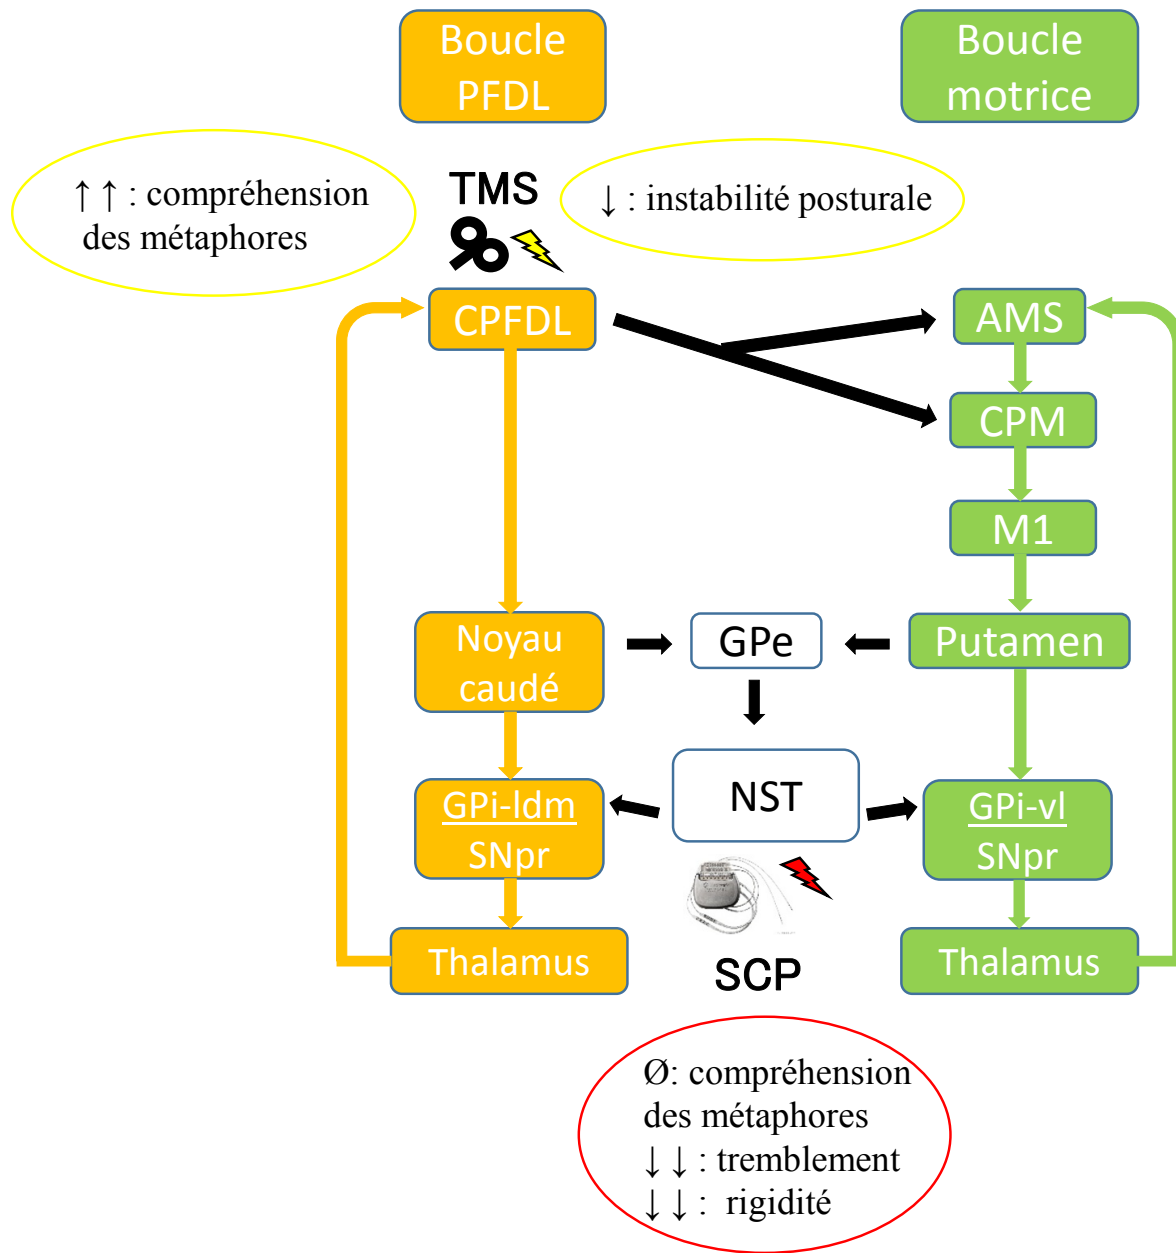 Boucle
PFDL
Boucle
motrice
↑ ↑ : compréhension
des métaphores
TMS
↓ : instabilité posturale
CPFDL
AMS
CPM
M1
Noyau
caudé
GPe
Putamen
GPi-ldm
SNpr
NST
GPi-vl
SNpr
Thalamus
SCP
Thalamus
Ø: compréhension
des métaphores
↓ ↓ : tremblement
↓ ↓ : rigidité